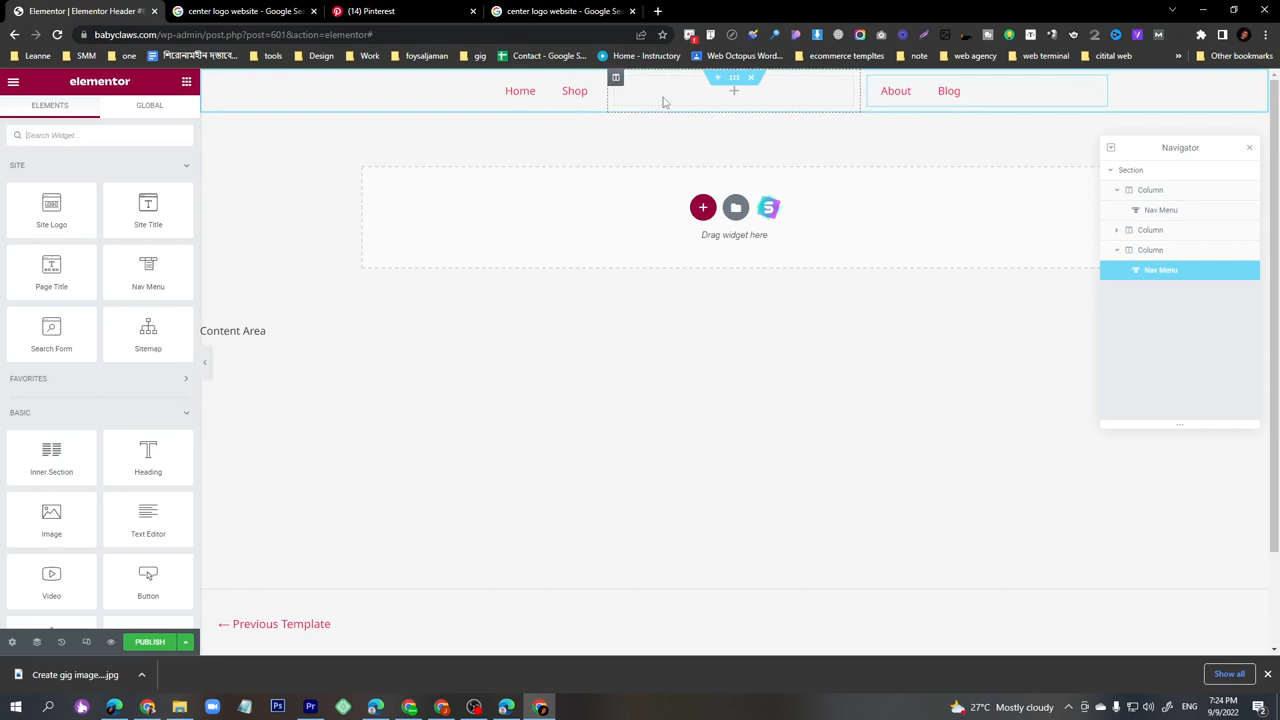 Elementor | Elementor Header #6
center logo website - Google Se
(74) Pinterest
center logo website - Google Se
babyclaws.com/wp-admin/post.php?post=601&action=elementor#
Leanne
tools
Design
Work
foysaljaman
gig
Contact - Google S...
Home - Instructory
Web Octopus Word...
ecommerce templets
note
web agency
web terminal
citital web
Other bookmarks
elementor
ELEMENTS
GLOBAL
Search Widget...
SITE
Site Logo
Site Title
Page Title
Nav Menu
Search Form
Sitemap
FAVORITES
BASIC
Inner Section
Heading
Image
Text Editor
Video
Button
PUBLISH
Home
Shop
About
Blog
Drag widget here
Content Area
← Previous Template
Navigator
Section
Column
Nav Menu
Column
Column
Nav Menu
Create gig image....jpg
Show all
27°C Mostly cloudy
ENG
7:24 PM
9/9/2022